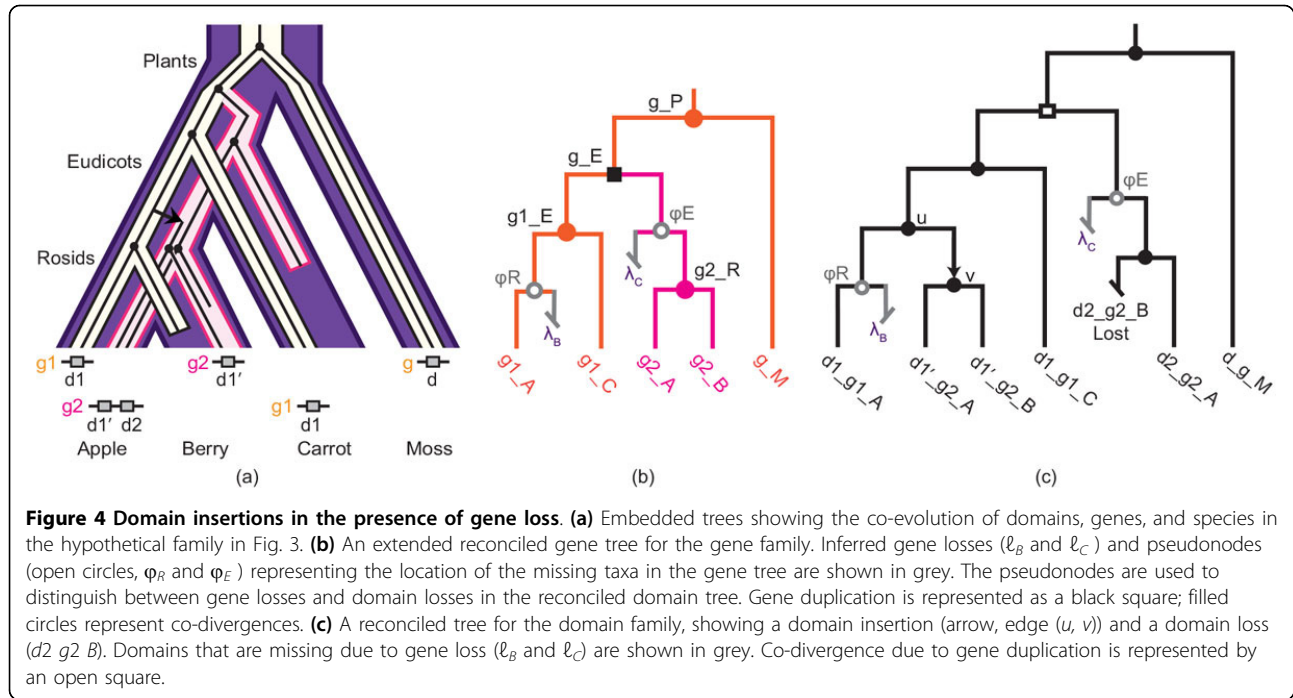 Plants
Eudicots
Rosids
g1
d1
g2
d1′
g
d
g2
d1′ d2
g1
d1
Apple Berry Carrot Moss
(a)
g_P
g_E
g1_E
φE
λC
φR
g2_R
λB
g1_A
g1_C
g2_A
g2_B
g_M
(b)
φE
u
λC
φR
v
λB
d2_g2_B
Lost
d1_g1_A
d1′_g2_A
d1′_g2_B
d1_g1_C
d2_g2_A
d_g_M
(c)
Figure 4 Domain insertions in the presence of gene loss. (a) Embedded trees showing the co-evolution of domains, genes, and species in
the hypothetical family in Fig. 3. (b) An extended reconciled gene tree for the gene family. Inferred gene losses (ℓB and ℓC ) and pseudonodes
(open circles, φR and φE ) representing the location of the missing taxa in the gene tree are shown in grey. The pseudonodes are used to
distinguish between gene losses and domain losses in the reconciled domain tree. Gene duplication is represented as a black square; filled
circles represent co-divergences. (c) A reconciled tree for the domain family, showing a domain insertion (arrow, edge (u, v)) and a domain loss
(d2 g2 B). Domains that are missing due to gene loss (ℓB and ℓC) are shown in grey. Co-divergence due to gene duplication is represented by
an open square.